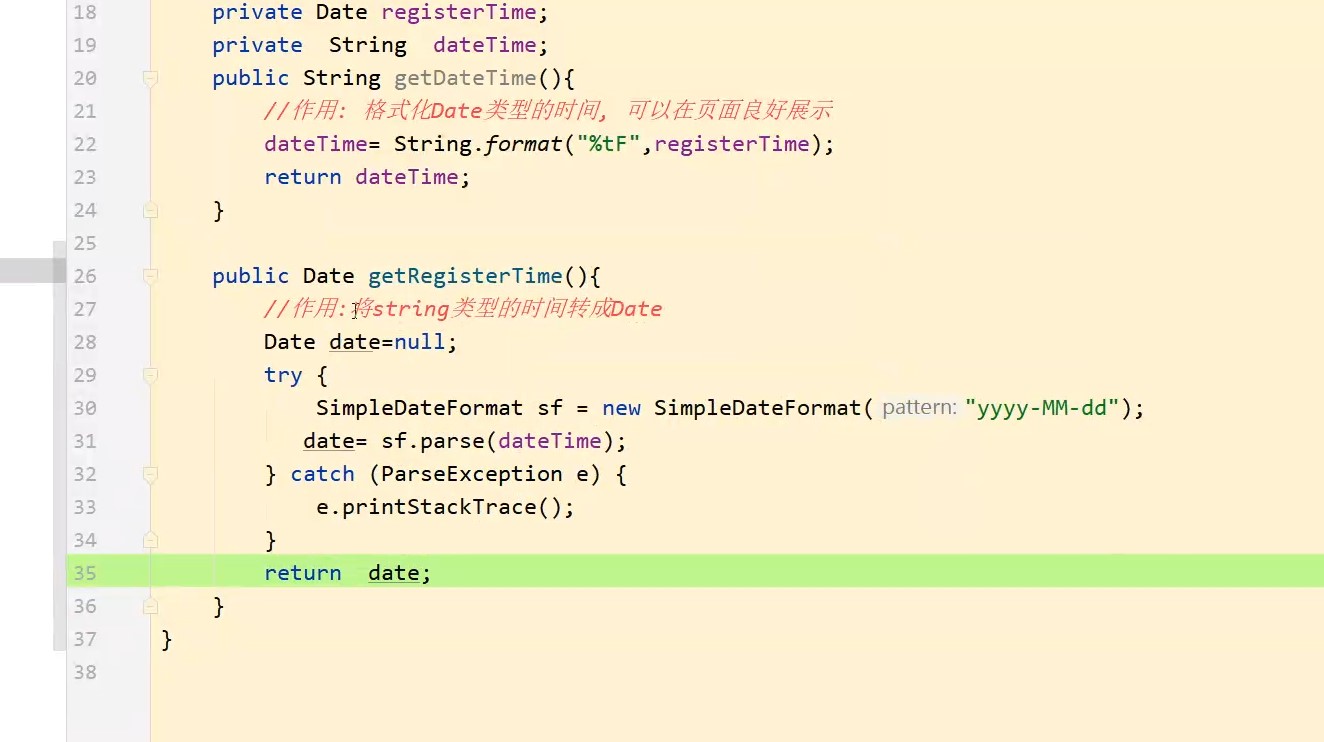 18 private Date registerTime;
19 private  String  dateTime;
20 public String getDateTime(){
21 //作用: 格式化Date类型的时间, 可以在页面良好展示
22 dateTime= String.format("%tF",registerTime);
23 return dateTime;
24 }
25
26 public Date getRegisterTime(){
27 //作用:将string类型的时间转成Date
28 Date date=null;
29 try {
30 SimpleDateFormat sf = new SimpleDateFormat( pattern: "yyyy-MM-dd");
31 date= sf.parse(dateTime);
32 } catch (ParseException e) {
33 e.printStackTrace();
34 }
35 return  date;
36 }
37 }
38